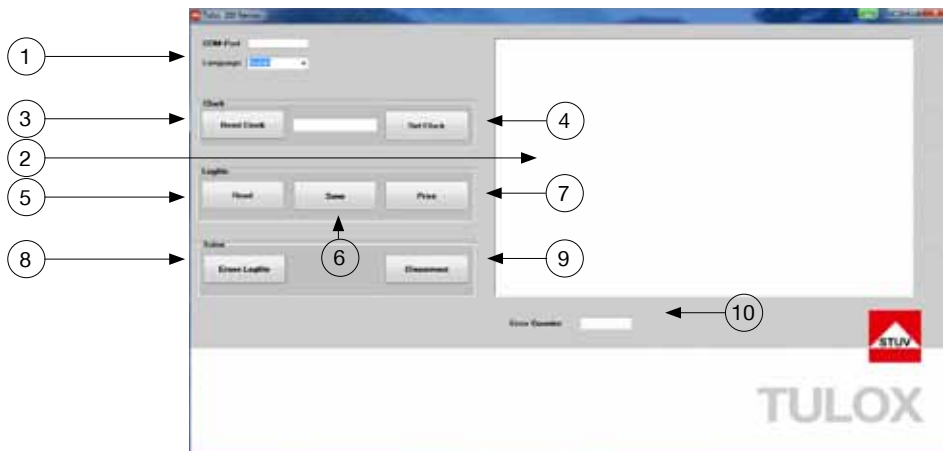 COM-Port
1
Language
Clock
3
Read Clock
Set Clock
4
2
Logfile
5
Read
Save
Print
7
6
8
Erase Logfile
Disconnect
9
Error Counter
10
STUV
TULOX